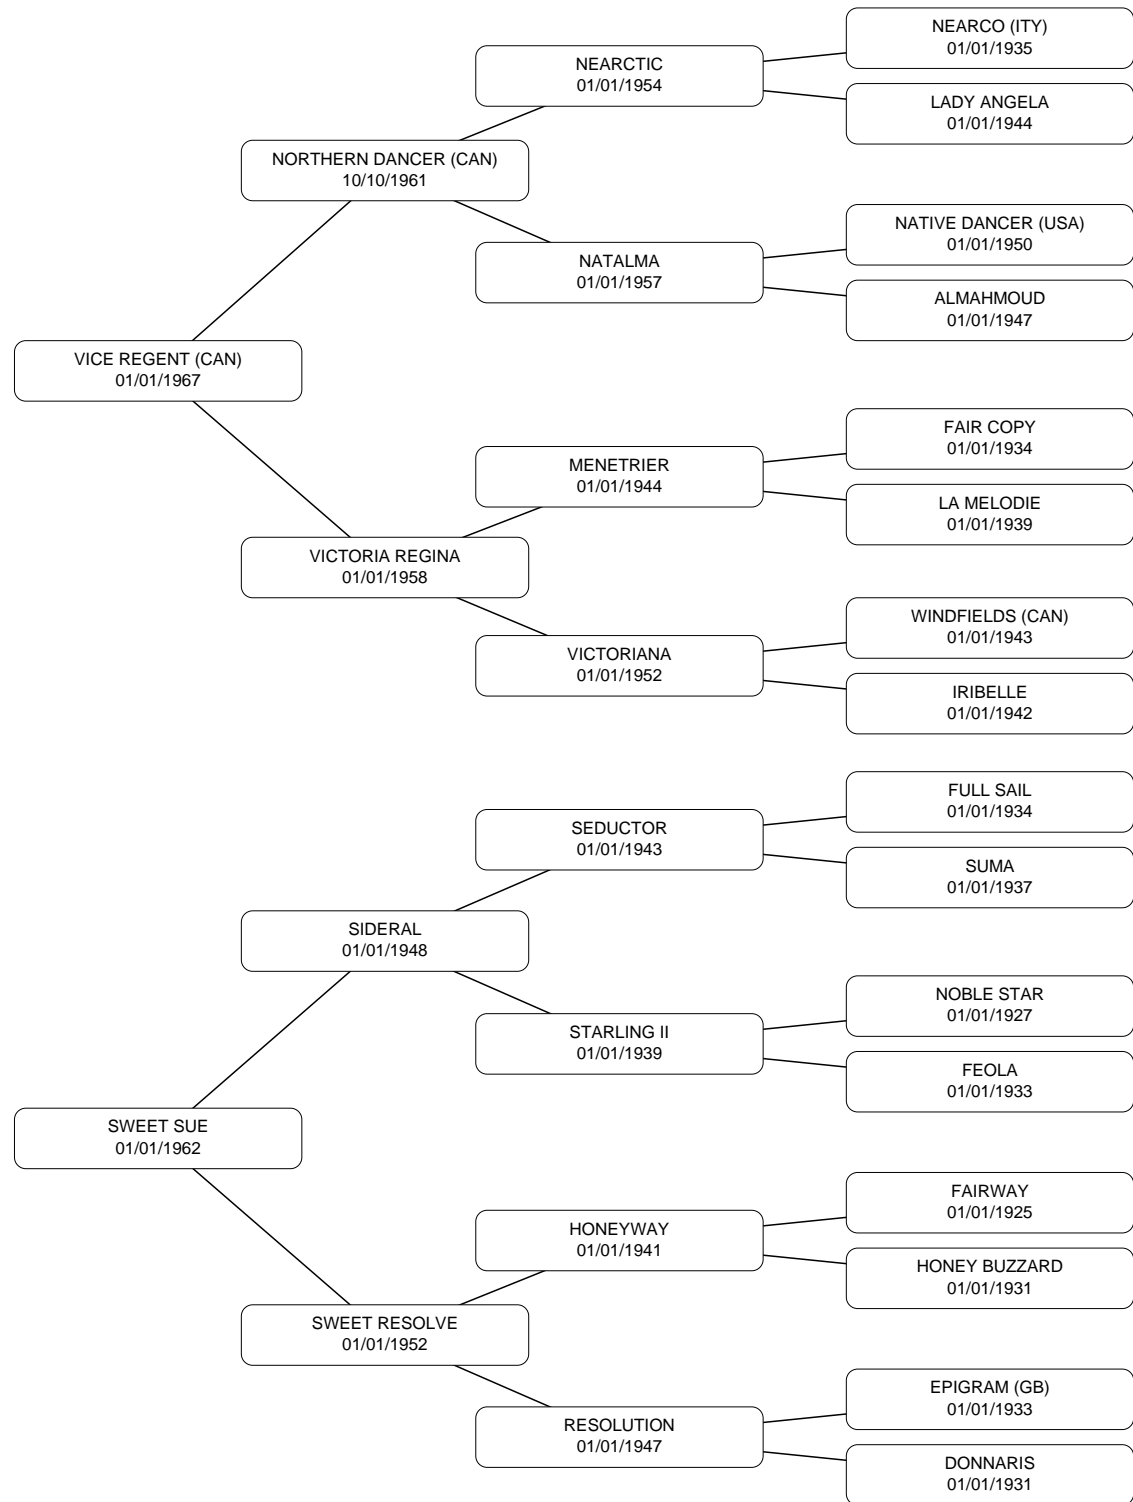 NEARCO (ITY)
01/01/1935
NEARCTIC
01/01/1954
LADY ANGELA
01/01/1944
NORTHERN DANCER (CAN)
10/10/1961
NATIVE DANCER (USA)
01/01/1950
NATALMA
01/01/1957
ALMAHMOUD
01/01/1947
VICE REGENT (CAN)
01/01/1967
FAIR COPY
01/01/1934
MENETRIER
01/01/1944
LA MELODIE
01/01/1939
VICTORIA REGINA
01/01/1958
WINDFIELDS (CAN)
01/01/1943
VICTORIANA
01/01/1952
IRIBELLE
01/01/1942
FULL SAIL
01/01/1934
SEDUCTOR
01/01/1943
SUMA
01/01/1937
SIDERAL
01/01/1948
NOBLE STAR
01/01/1927
STARLING II
01/01/1939
FEOLA
01/01/1933
SWEET SUE
01/01/1962
FAIRWAY
01/01/1925
HONEYWAY
01/01/1941
HONEY BUZZARD
01/01/1931
SWEET RESOLVE
01/01/1952
EPIGRAM (GB)
01/01/1933
RESOLUTION
01/01/1947
DONNARIS
01/01/1931